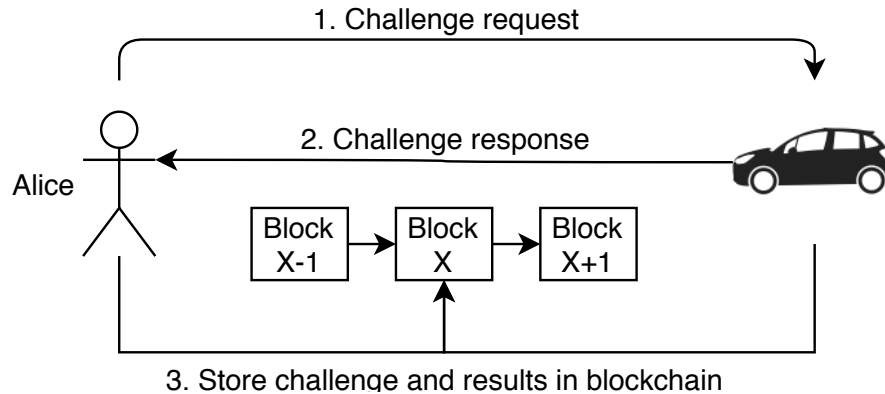 1. Challenge request
2. Challenge response
Alice
Block
X-1
Block
X
Block
X+1
3. Store challenge and results in blockchain